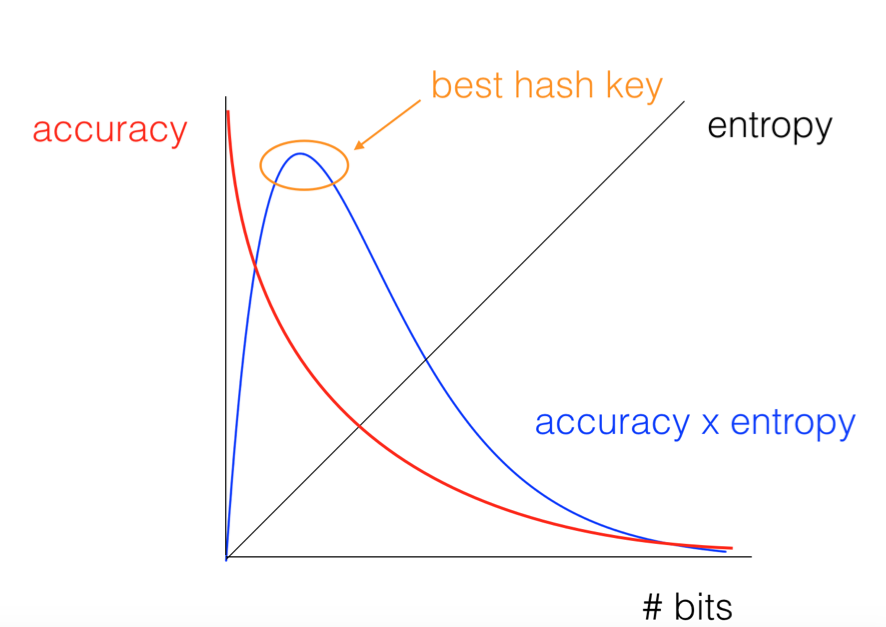 best hash key
accuracy
entropy
accuracy x entropy
# bits